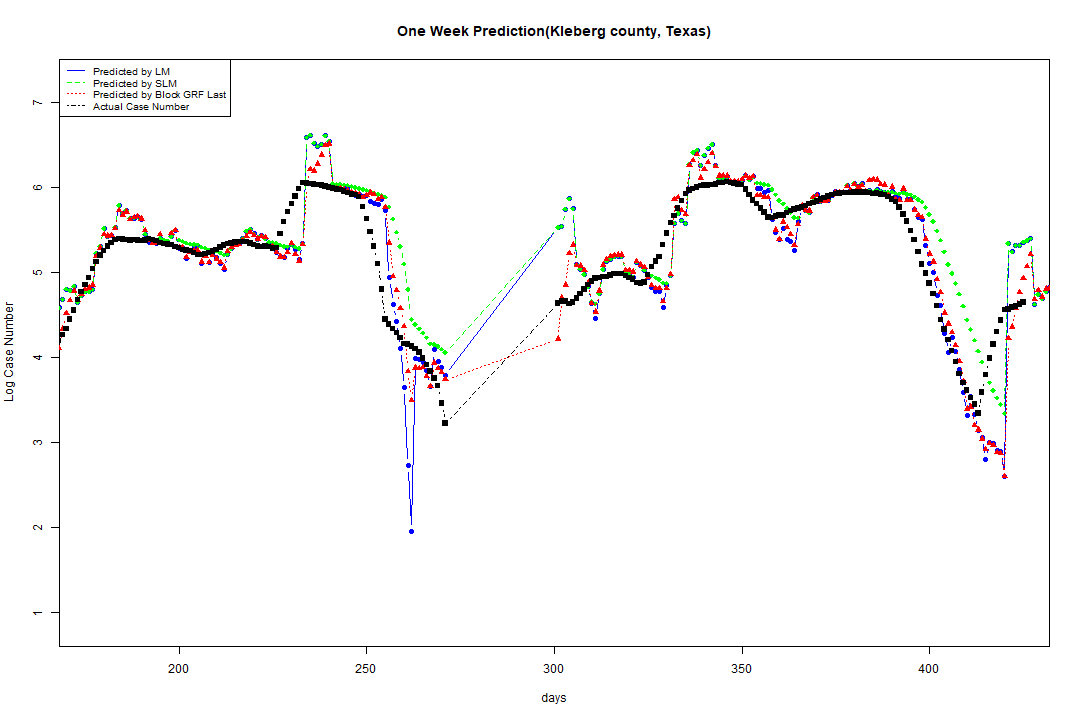 One Week Prediction(Kleberg county, Texas)
Predicted by LM
Predicted by SLM
Predicted by Block GRF Last
Actual Case Number
7
6
5
4
3
2
1
Log Case Number
200 250 300 350 400
days